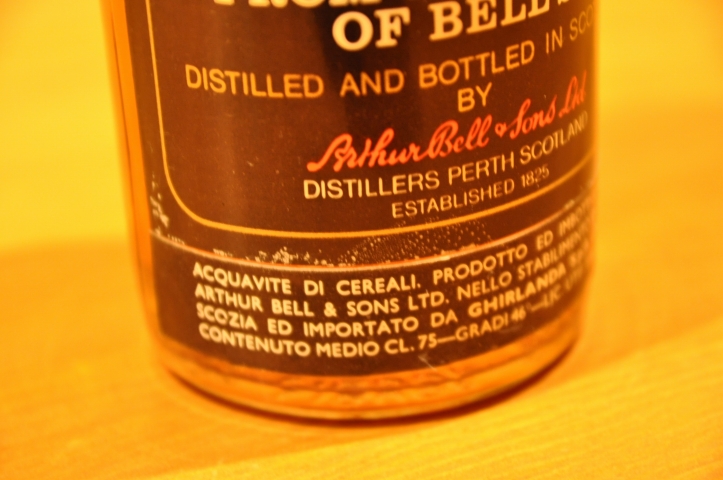 OF BELL'S
DISTILLED AND BOTTLED IN
BY
Arthur Bell & Sons Ltd.
DISTILLERS PERTH SCOTLAND
ESTABLISHED 1825
ACQUAVITE DI CEREALI. PRODOTTO ED
ARTHUR BELL & SONS LTD. NELLO
SCOZIA ED IMPORTATO DA GHIRLANDA
CONTENUTO MEDIO CL. 75—GRADI 46°